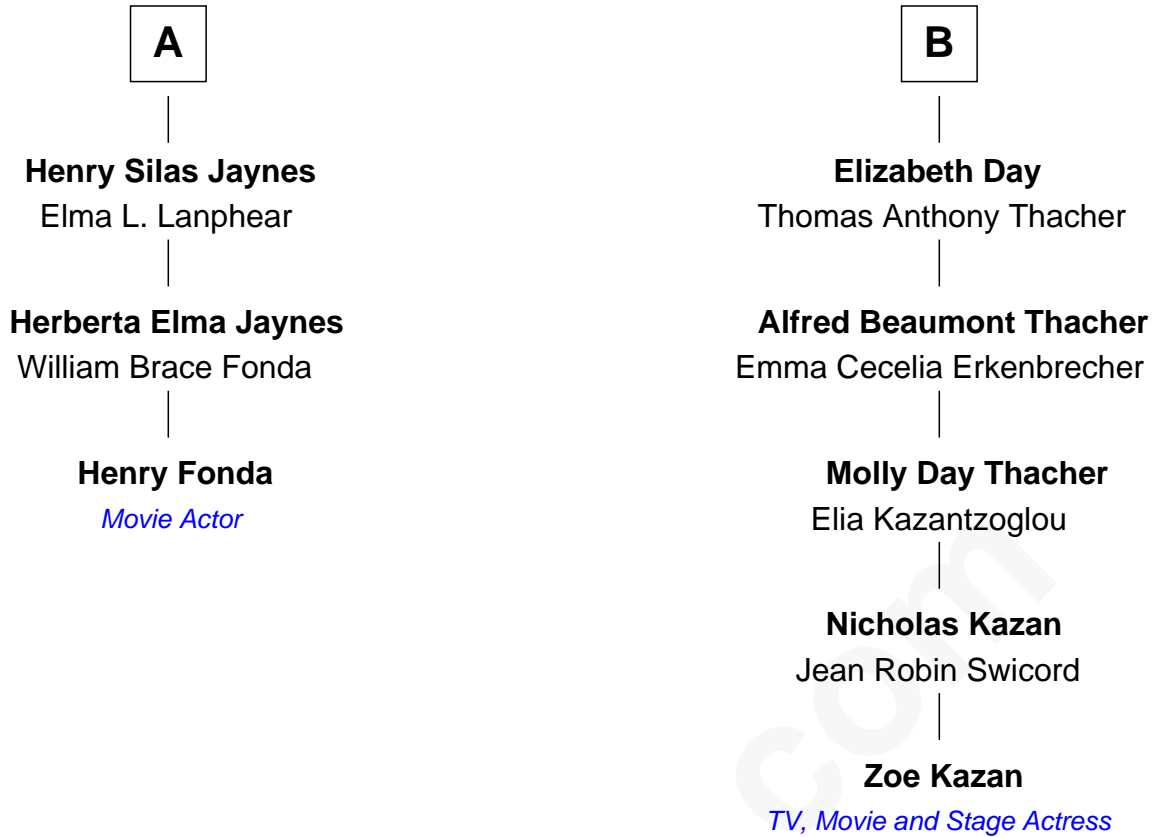 A
Henry Silas Jaynes
Elma L. Lanphear
Herberta Elma Jaynes
William Brace Fonda
Henry Fonda
Movie Actor
B
Elizabeth Day
Thomas Anthony Thacher
Alfred Beaumont Thacher
Emma Cecelia Erkenbrecher
Molly Day Thacher
Elia Kazantzoglou
Nicholas Kazan
Jean Robin Swicord
Zoe Kazan
TV, Movie and Stage Actress
com